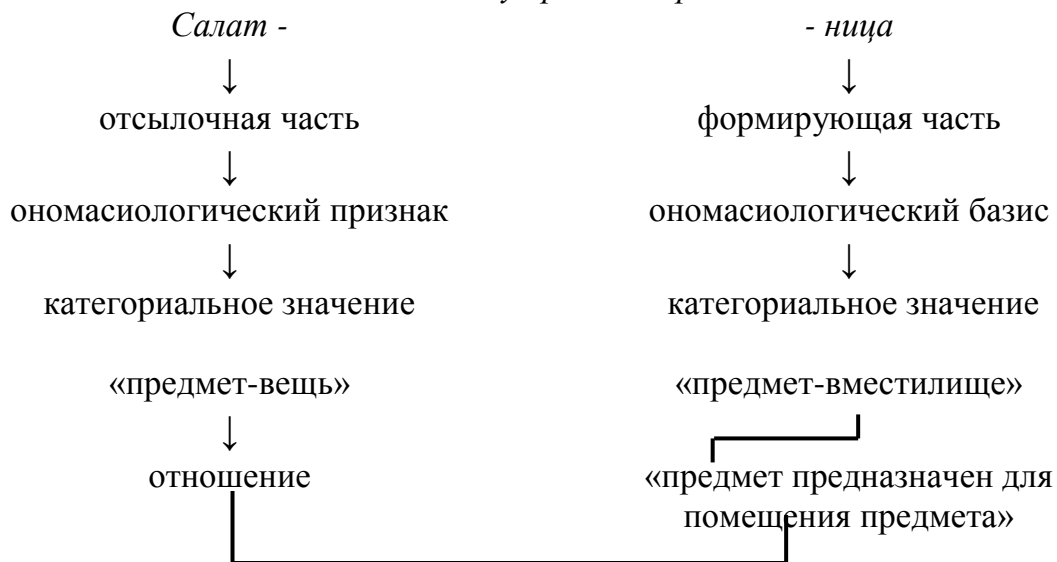 Салат - - ница
↓ ↓
отсылочная часть формирующая часть
↓ ↓
ономасиологический признак ономасиологический базис
↓ ↓
категориальное значение категориальное значение
«предмет-вещь» «предмет-вместилище»
↓
отношение «предмет предназначен для
помещения предмета»